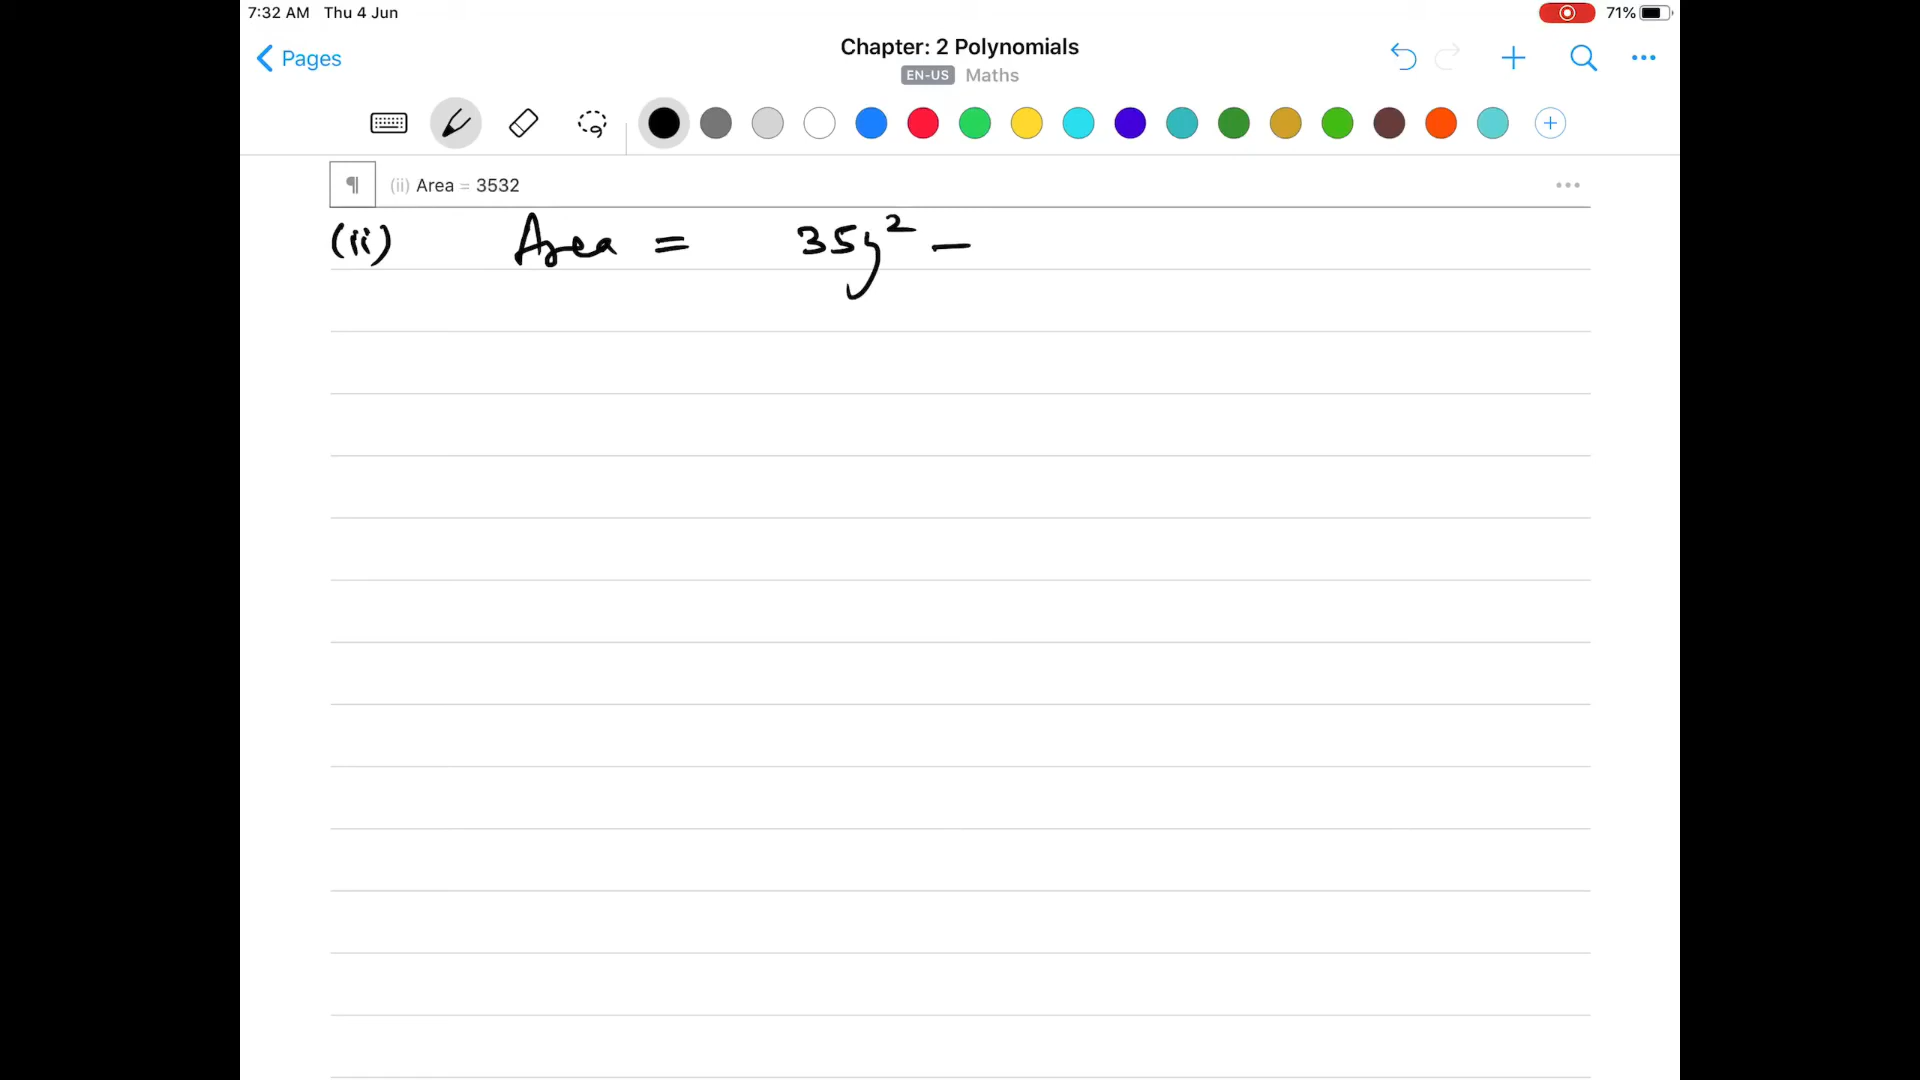 7:32 AM Thu 4 Jun
71%
Pages
Chapter: 2 Polynomials
EN-US Maths
(ii) Area = 3532
(ii) Area = 35y² −